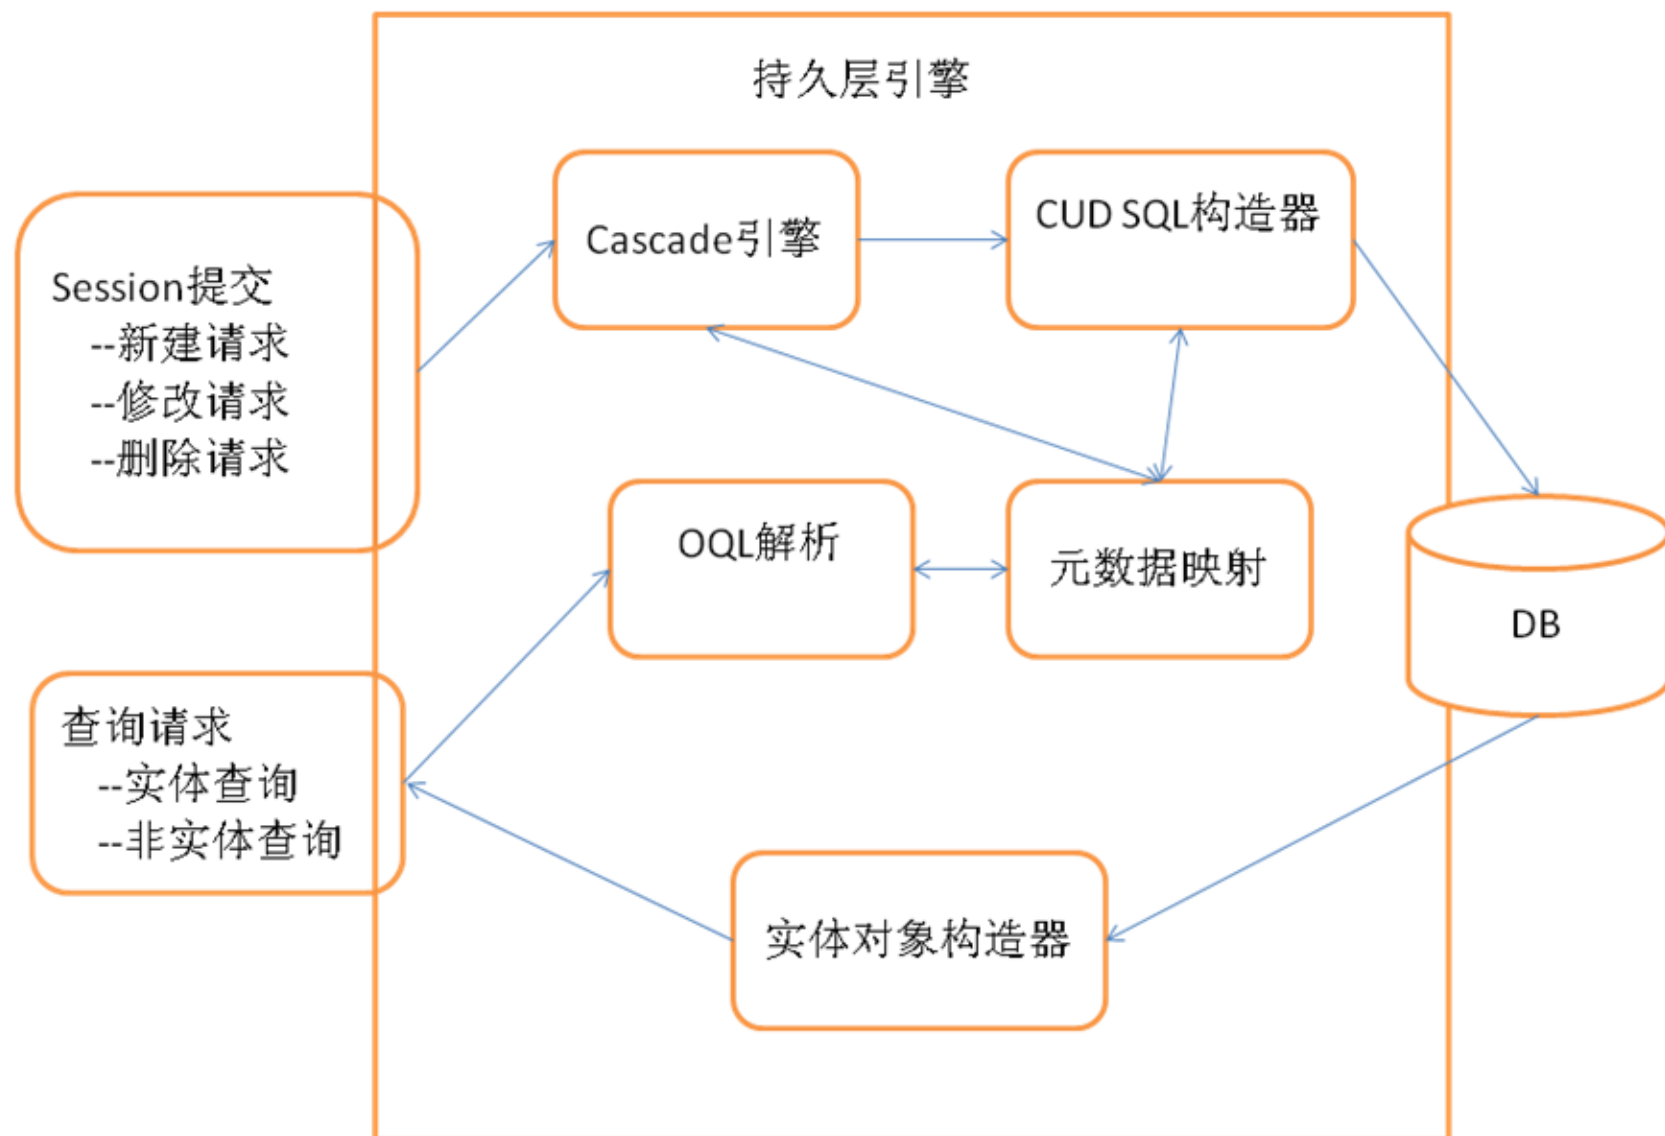 持久层引擎
Cascade引擎
CUD SQL构造器
Session提交
--新建请求
--修改请求
--删除请求
OQL解析
元数据映射
DB
查询请求
--实体查询
--非实体查询
实体对象构造器